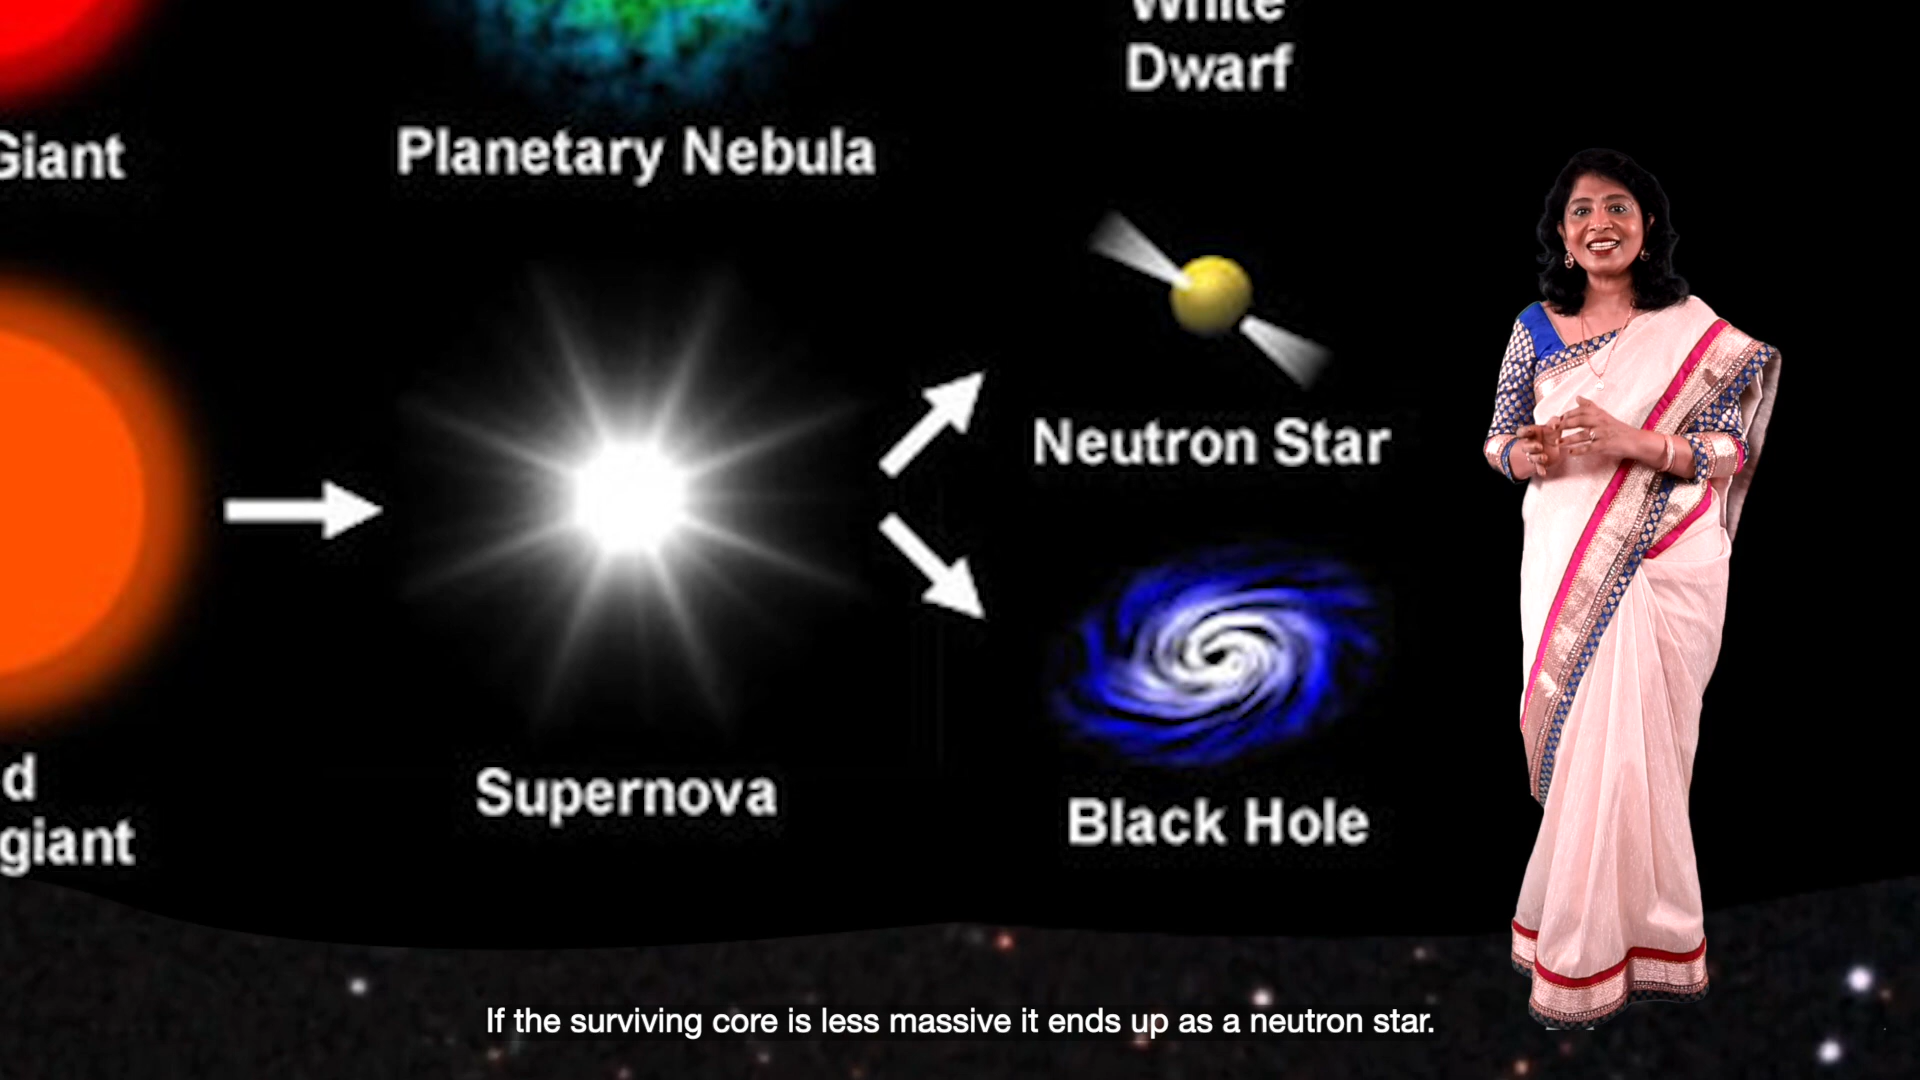 White
Dwarf
Giant
Planetary Nebula
Neutron Star
d
giant
Supernova
Black Hole
If the surviving core is less massive it ends up as a neutron star.